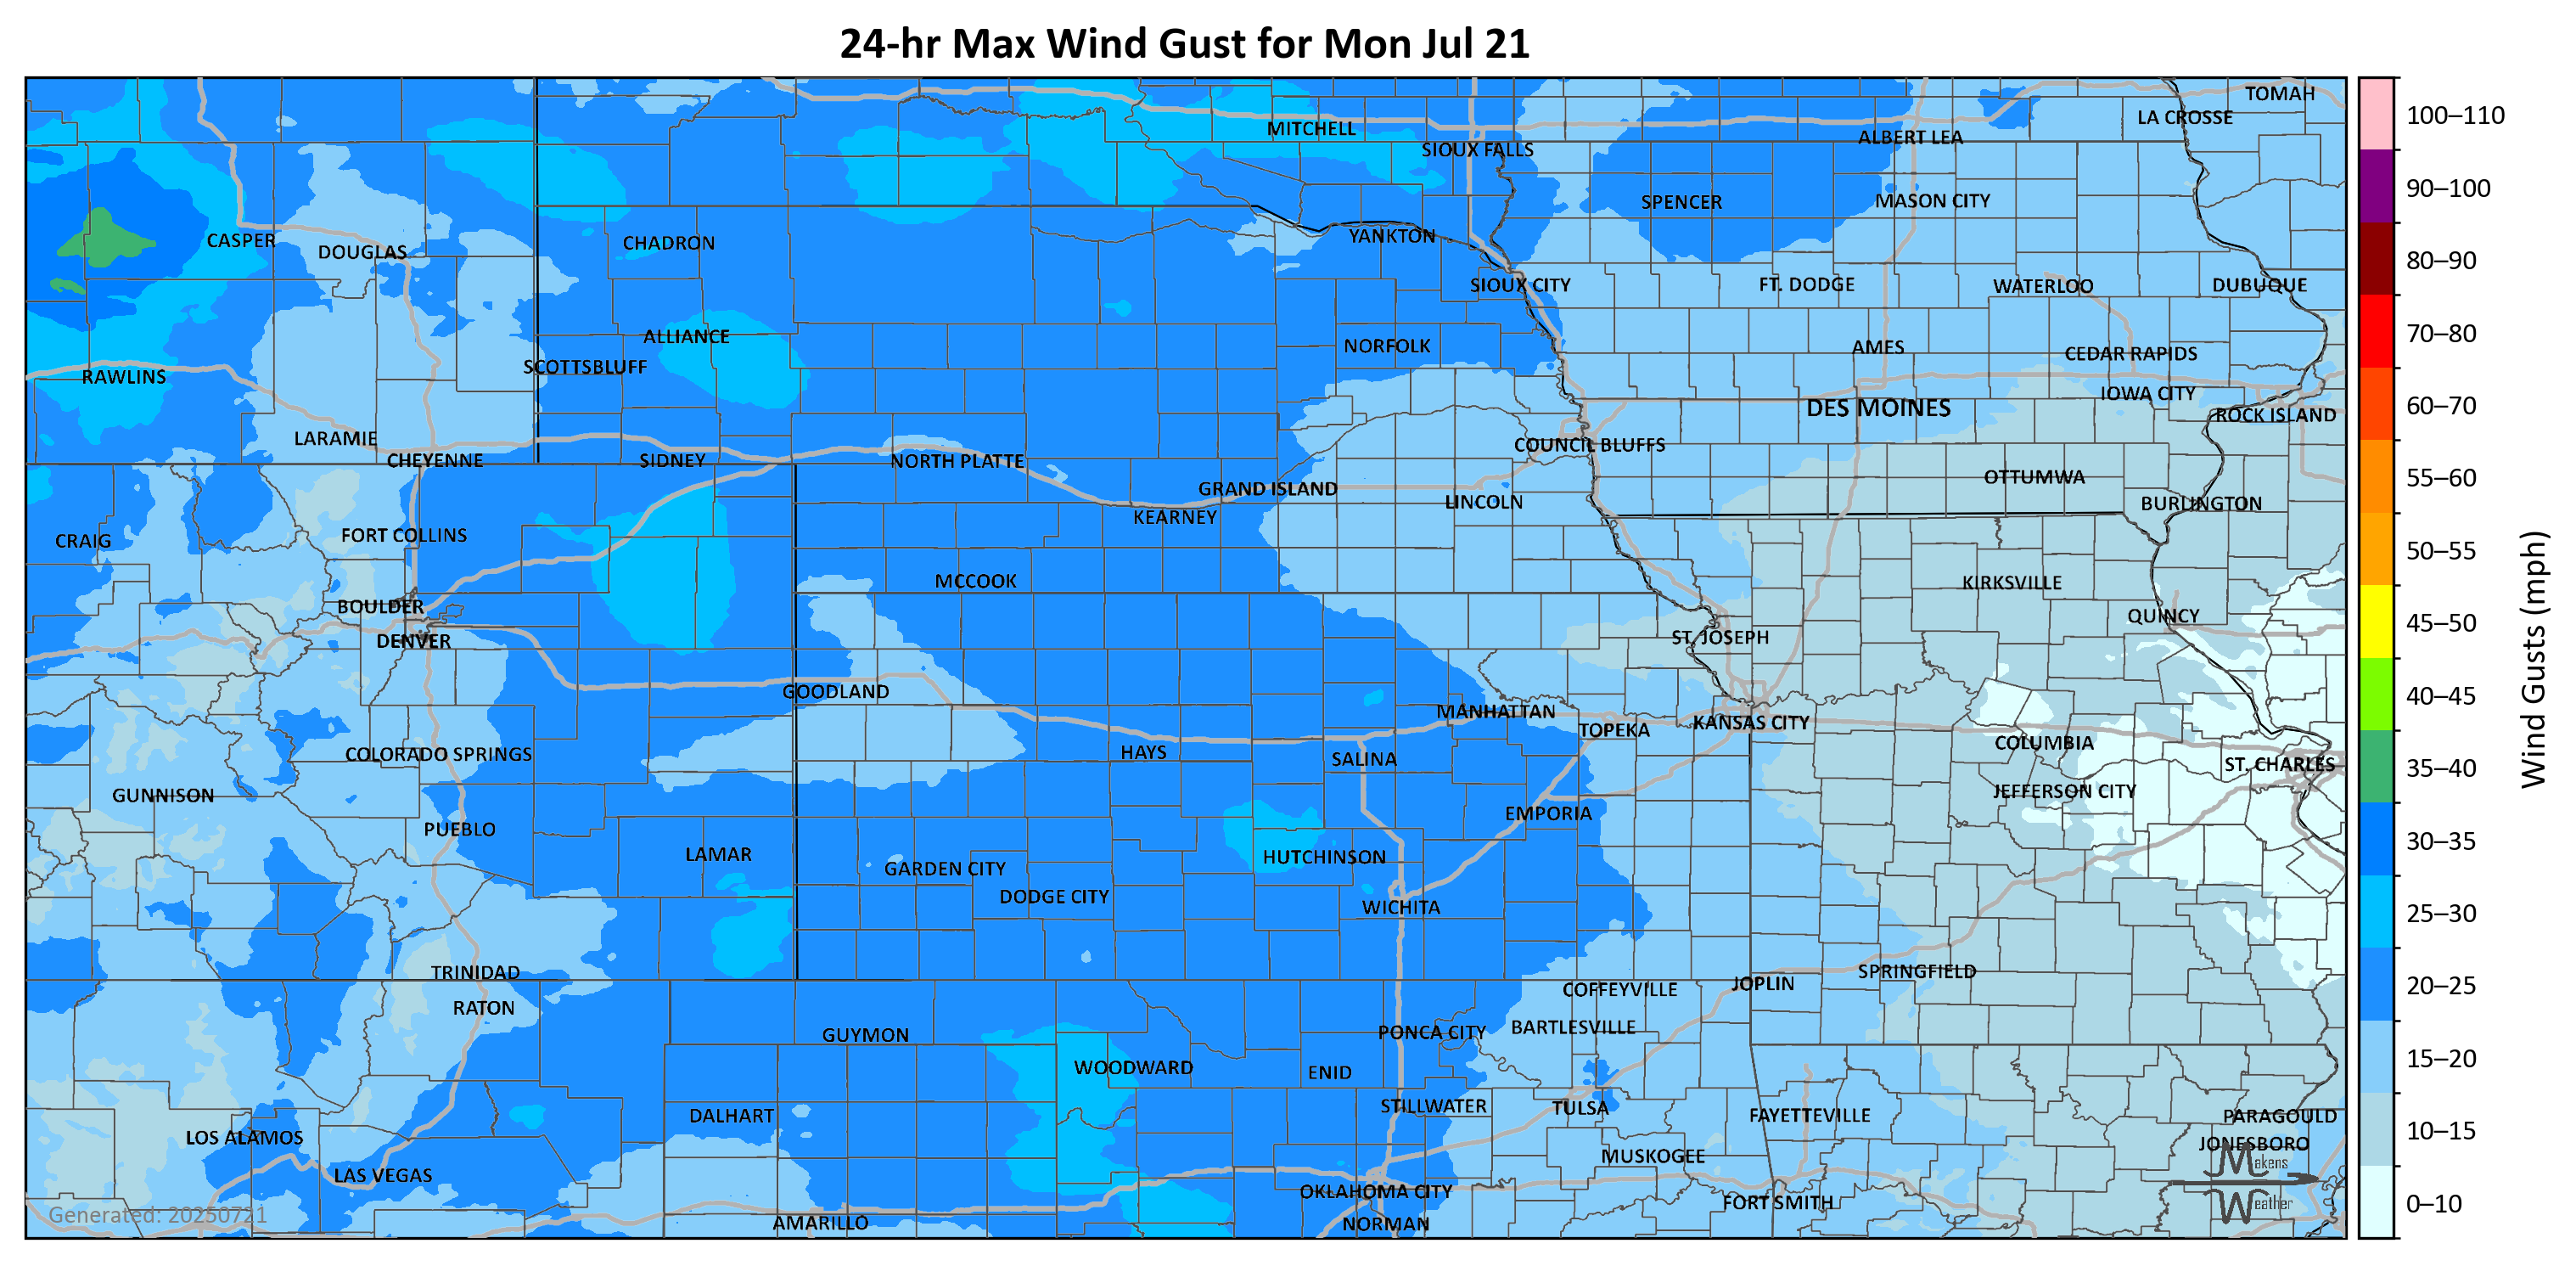 24-hr Max Wind Gust for Mon Jul 21
TOMAH
LA CROSSE
MITCHELL
ALBERT LEA
SIOUX FALLS
SPENCER
MASON CITY
CASPER
DOUGLAS
CHADRON
YANKTON
SIOUX CITY
FT. DODGE
WATERLOO
DUBUQUE
ALLIANCE
NORFOLK
AMES
CEDAR RAPIDS
SCOTTSBLUFF
RAWLINS
IOWA CITY
DES MOINES
ROCK ISLAND
LARAMIE
COUNCIL BLUFFS
CHEYENNE
SIDNEY
NORTH PLATTE
OTTUMWA
GRAND ISLAND
LINCOLN
BURLINGTON
KEARNEY
FORT COLLINS
CRAIG
MCCOOK
KIRKSVILLE
BOULDER
QUINCY
DENVER
ST. JOSEPH
GOODLAND
MANHATTAN
TOPEKA
KANSAS CITY
COLUMBIA
COLORADO SPRINGS
HAYS
SALINA
ST. CHARLES
GUNNISON
JEFFERSON CITY
EMPORIA
PUEBLO
LAMAR
HUTCHINSON
GARDEN CITY
DODGE CITY
WICHITA
TRINIDAD
SPRINGFIELD
JOPLIN
COFFEYVILLE
RATON
GUYMON
PONCA CITY
BARTLESVILLE
WOODWARD
ENID
STILLWATER
TULSA
DALHART
FAYETTEVILLE
PARAGOULD
LOS ALAMOS
JONESBORO
MUSKOGEE
LAS VEGAS
OKLAHOMA CITY
FORT SMITH
AMARILLO
NORMAN
Generated: 20250721
Makens
Weather
100–110
90–100
80–90
70–80
60–70
55–60
50–55
45–50
40–45
35–40
30–35
25–30
20–25
15–20
10–15
0–10
Wind Gusts (mph)